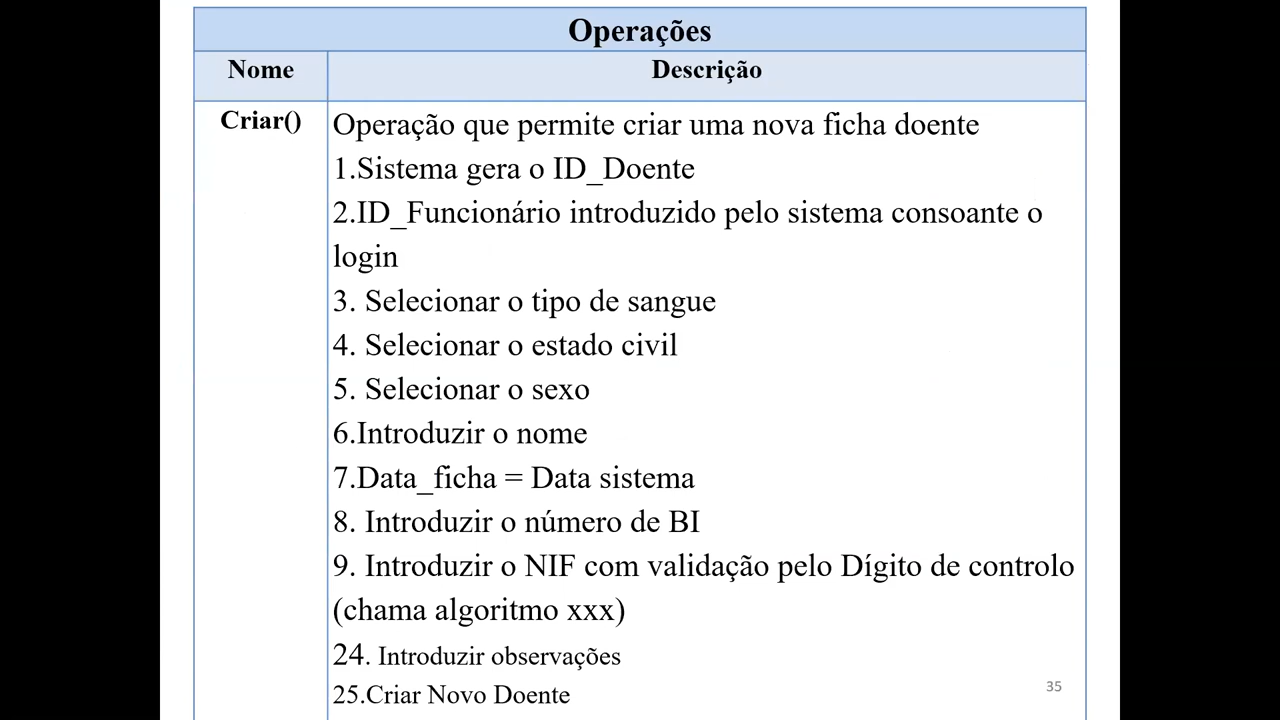 Operações
Nome Descrição
Criar() Operação que permite criar uma nova ficha doente
1.Sistema gera o ID_Doente
2.ID_Funcionário introduzido pelo sistema consoante o
login
3. Selecionar o tipo de sangue
4. Selecionar o estado civil
5. Selecionar o sexo
6.Introduzir o nome
7.Data_ficha = Data sistema
8. Introduzir o número de BI
9. Introduzir o NIF com validação pelo Dígito de controlo
(chama algoritmo xxx)
24. Introduzir observações
25.Criar Novo Doente
35